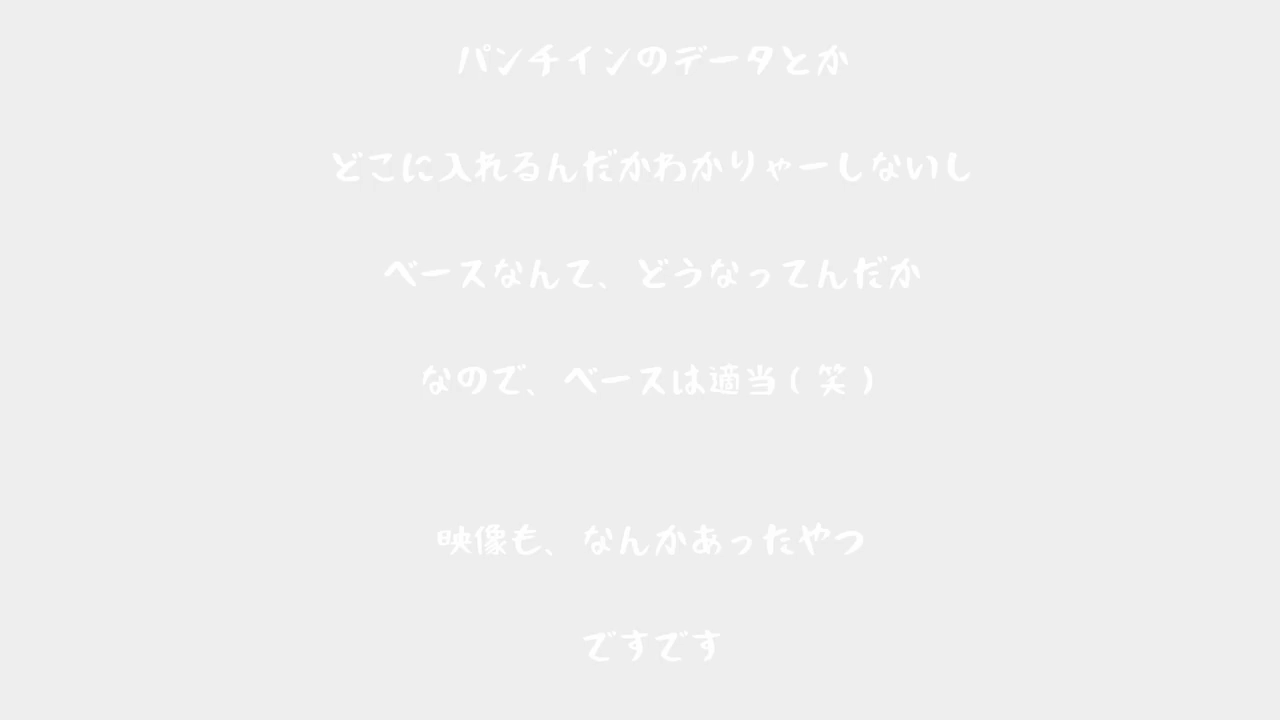 パンチインのデータとか
どこに入れるんだかわかりゃーしないし
ベースなんて、どうなってんだか
なので、ベースは適当(笑)
映像も、なんかあったやつ
ですです